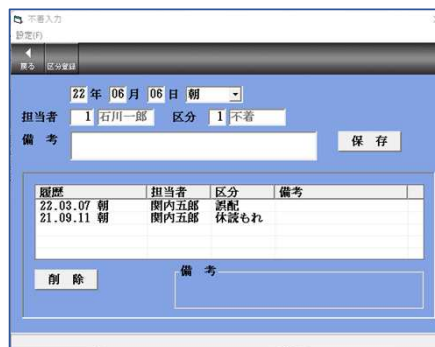 不着入力
設定(F)
戻る 区分登録
22 年 06 月 06 日 朝
担当者 1 石川一郎 区分 1 不着
備 考
保 存
履歴 担当者 区分 備考
22.03.07 朝 関内五郎 誤配
21.09.11 朝 関内五郎 休読もれ
削 除
備 考